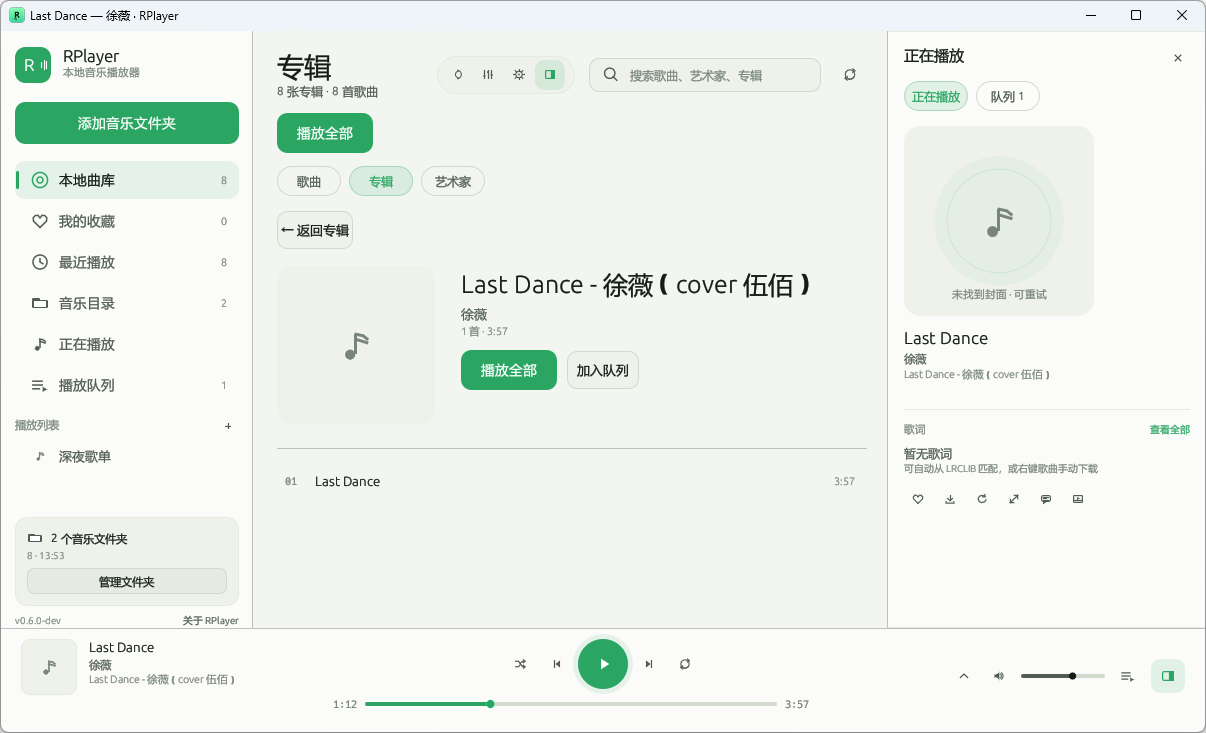 Last Dance — 徐薇 · RPlayer
RPlayer
本地音乐播放器
添加音乐文件夹
本地曲库 8
我的收藏 0
最近播放 8
音乐目录 2
正在播放
播放队列 1
播放列表 +
深夜歌单
2 个音乐文件夹
8 · 13:53
管理文件夹
v0.6.0-dev 关于 RPlayer
专辑
8 张专辑 · 8 首歌曲
搜索歌曲、艺术家、专辑
播放全部
歌曲 专辑 艺术家
← 返回专辑
Last Dance - 徐薇 ( cover 伍佰 )
徐薇
1 首 · 3:57
播放全部 加入队列
01 Last Dance 3:57
正在播放
正在播放 队列 1
未找到封面 · 可重试
Last Dance
徐薇
Last Dance - 徐薇 ( cover 伍佰 )
歌词 查看全部
暂无歌词
可自动从 LRCLIB 匹配，或右键歌曲手动下载
Last Dance
徐薇
Last Dance - 徐薇 ( cover 伍佰 )
1:12 3:57